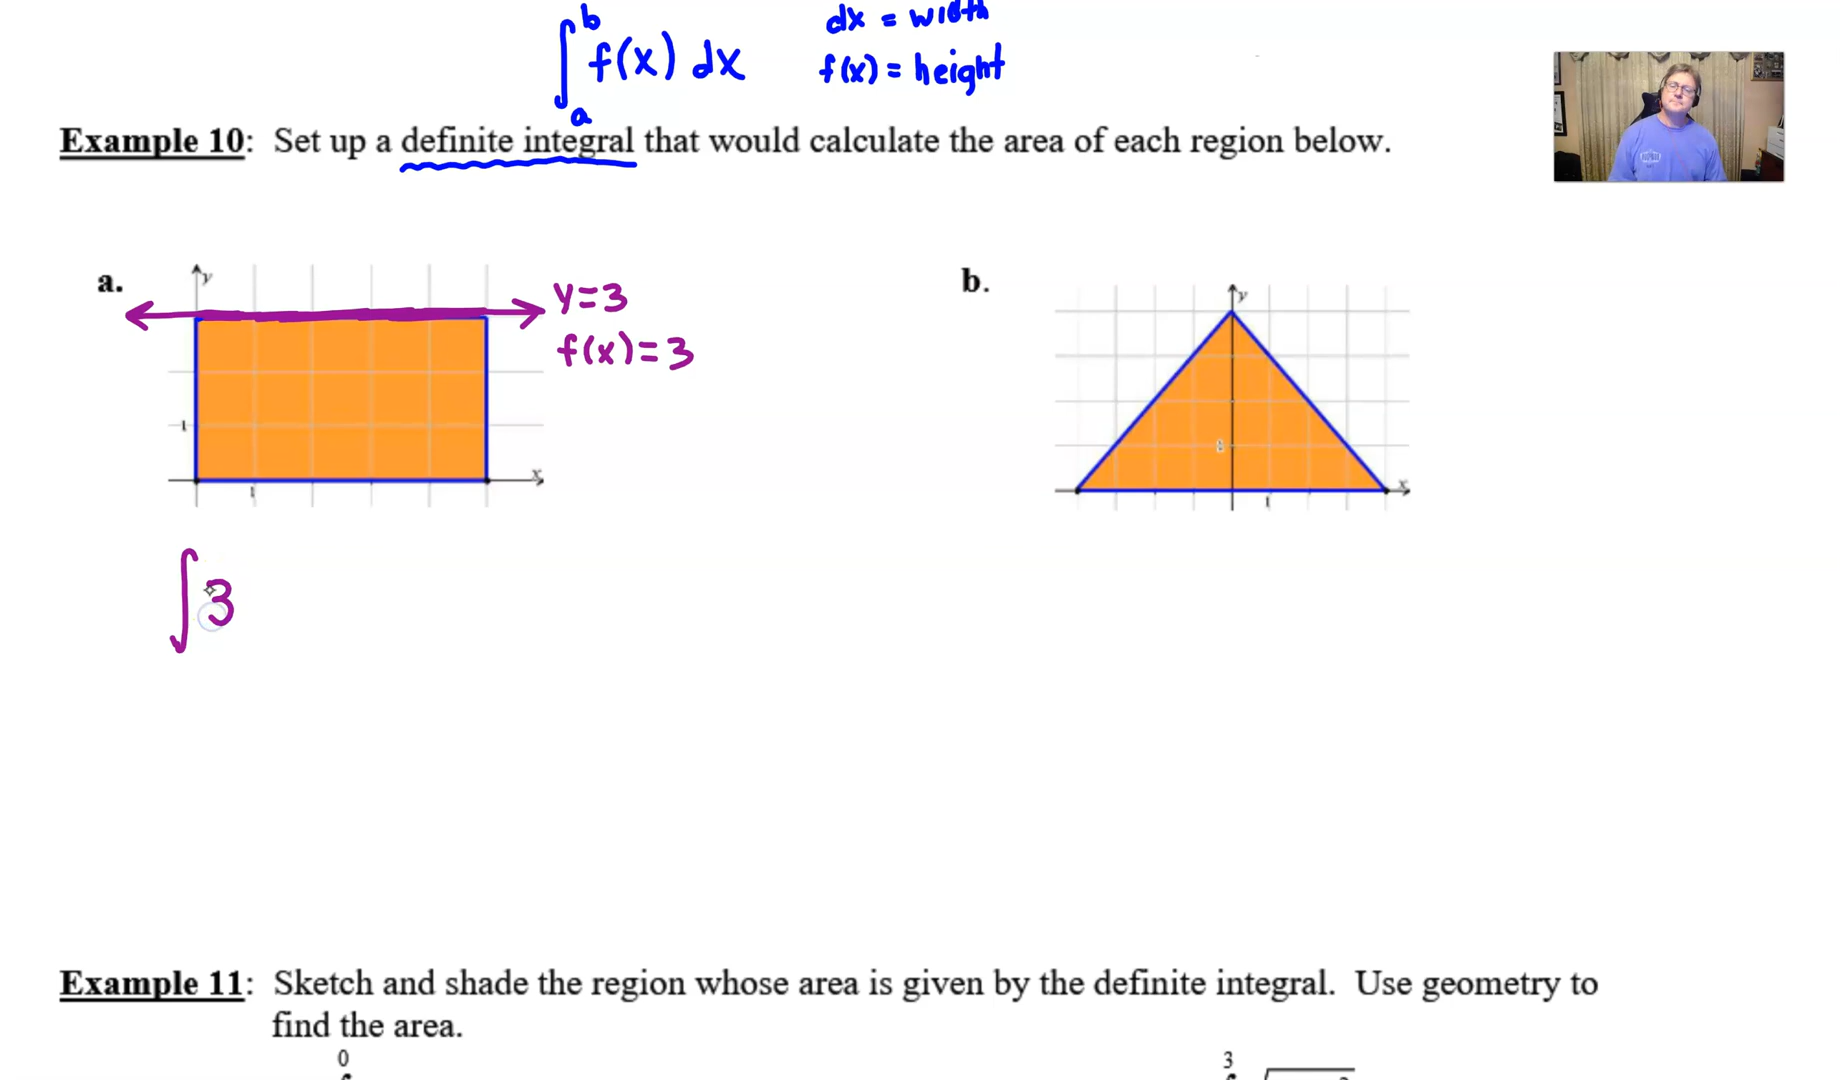 ∫ₐᵇ f(x) dx
dx = width
f(x) = height
Example 10: Set up a definite integral that would calculate the area of each region below.
a.
y
y=3
f(x)=3
1
x
1
b.
y
x
1
∫3
Example 11: Sketch and shade the region whose area is given by the definite integral. Use geometry to
find the area.
0
3